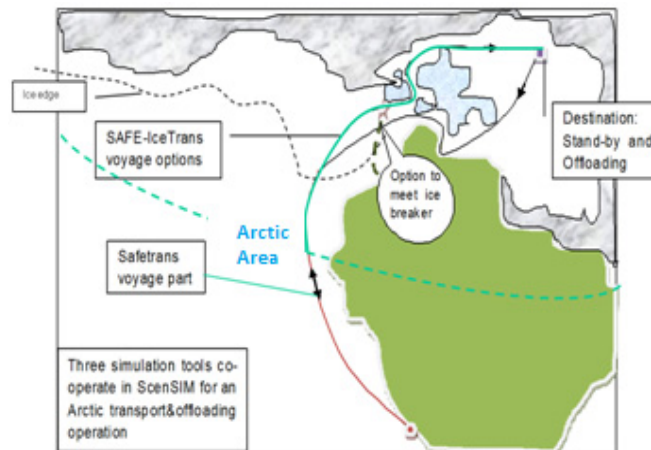 Ice edge
SAFE-IceTrans
voyage options
Option to
meet ice
breaker
Destination:
Stand-by and
Offloading
Arctic
Area
Safetrans
voyage part
Three simulation tools co-
operate in ScenSIM for an
Arctic transport&offloading
operation